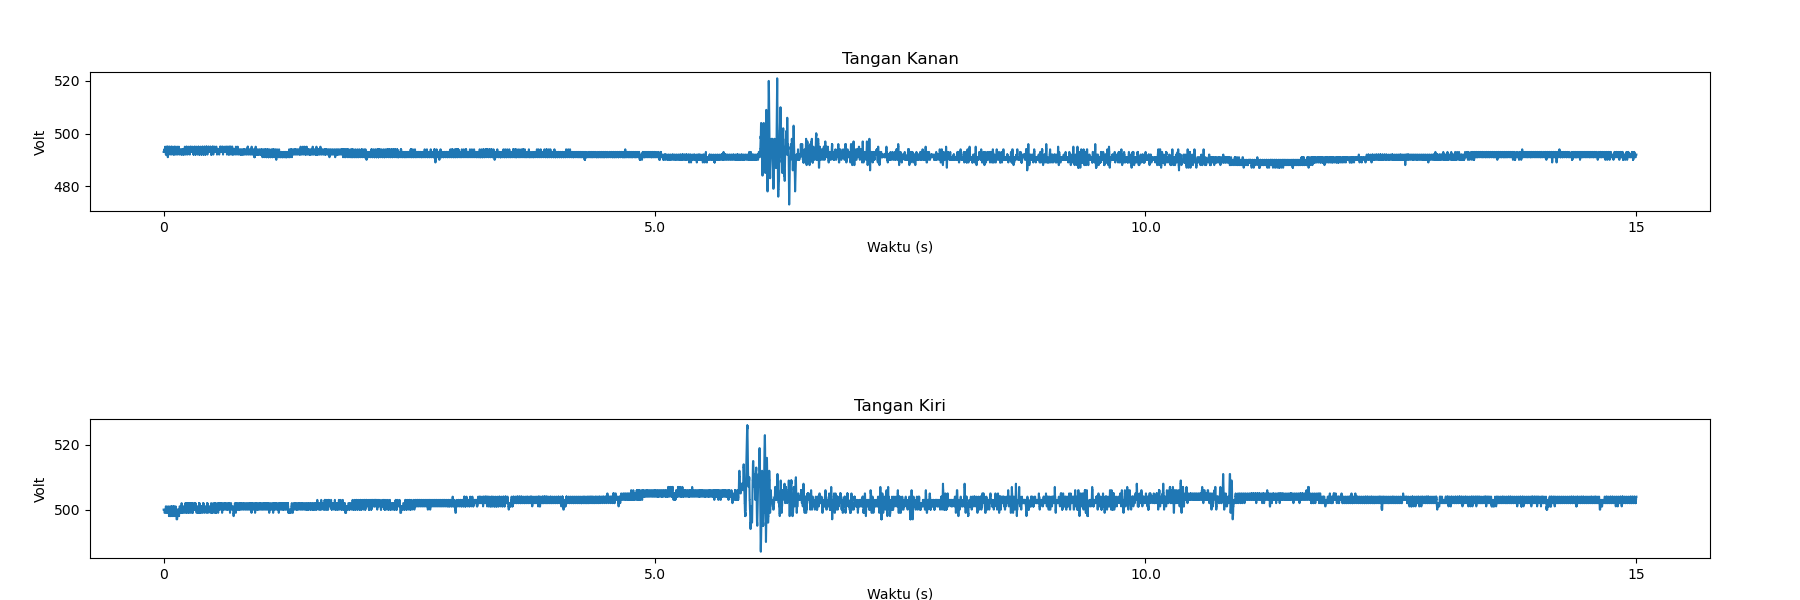 Tangan Kanan
520
500
480
Volt
0 5.0 10.0 15
Waktu (s)
Tangan Kiri
520
500
Volt
0 5.0 10.0 15
Waktu (s)